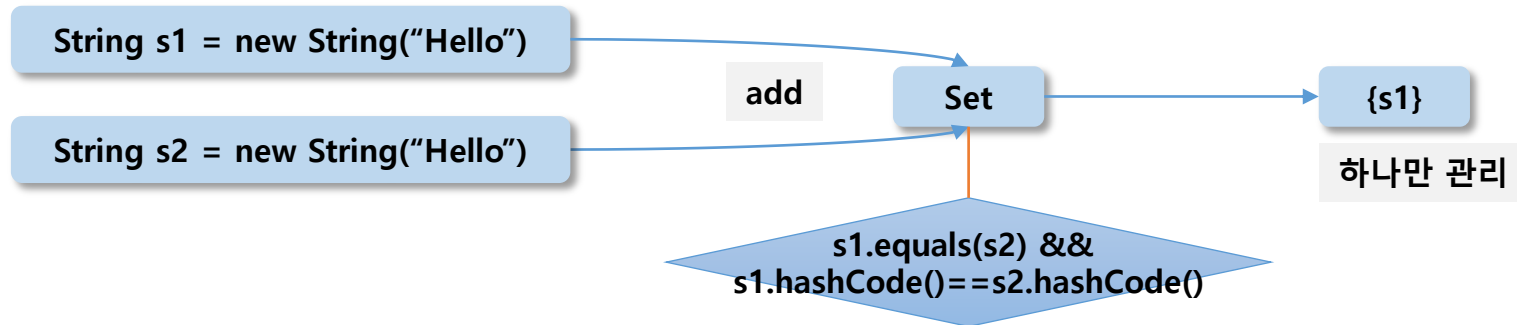 String s1 = new String(“Hello”)
add
Set
{s1}
String s2 = new String(“Hello”)
하나만 관리
s1.equals(s2) &&
s1.hashCode()==s2.hashCode()